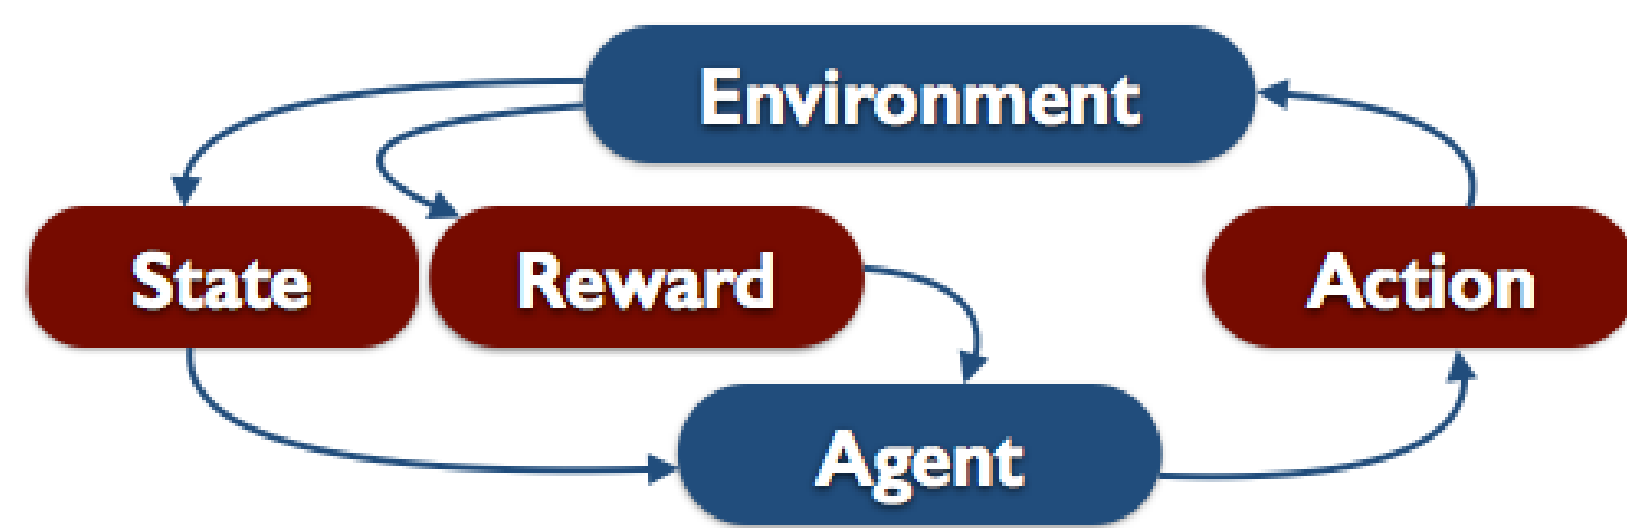 Environment
State
Reward
Action
Agent